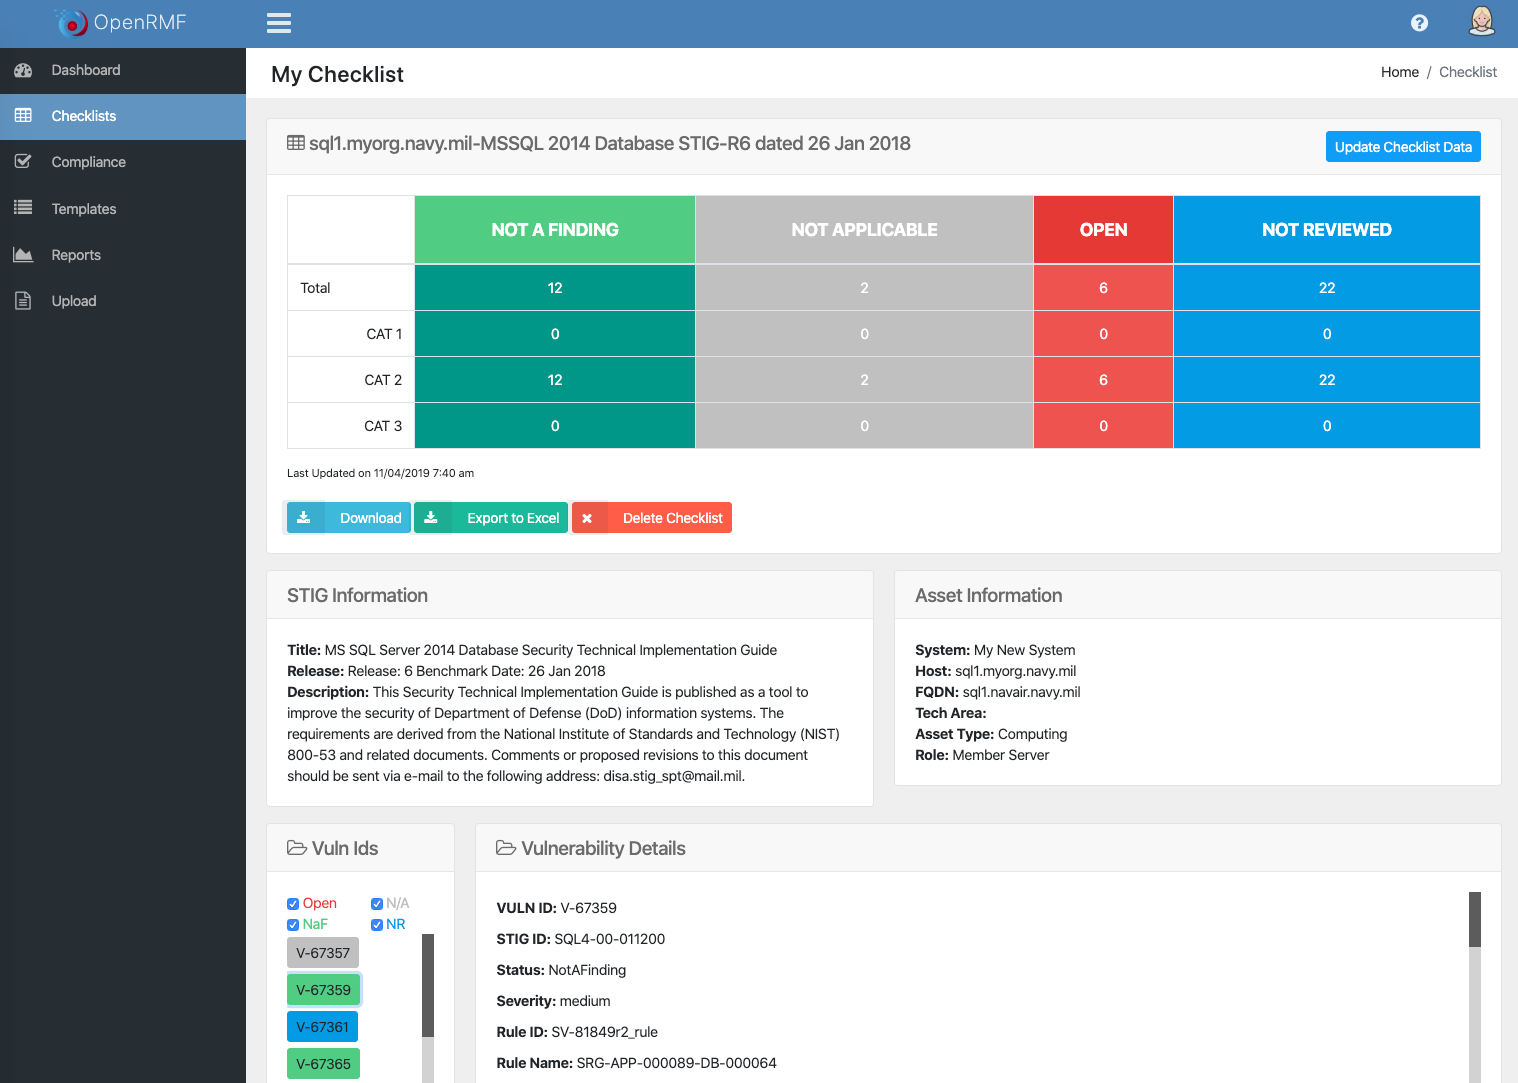 OpenRMF
Dashboard
Checklists
Compliance
Templates
Reports
Upload
My Checklist
Home / Checklist
sql1.myorg.navy.mil-MSSQL 2014 Database STIG-R6 dated 26 Jan 2018
Update Checklist Data
NOT A FINDING NOT APPLICABLE OPEN NOT REVIEWED
Total 12 2 6 22
CAT 1 0 0 0 0
CAT 2 12 2 6 22
CAT 3 0 0 0 0
Last Updated on 11/04/2019 7:40 am
Download Export to Excel Delete Checklist
STIG Information
Title: MS SQL Server 2014 Database Security Technical Implementation Guide
Release: Release: 6 Benchmark Date: 26 Jan 2018
Description: This Security Technical Implementation Guide is published as a tool to
improve the security of Department of Defense (DoD) information systems. The
requirements are derived from the National Institute of Standards and Technology (NIST)
800-53 and related documents. Comments or proposed revisions to this document
should be sent via e-mail to the following address: disa.stig_spt@mail.mil.
Asset Information
System: My New System
Host: sql1.myorg.navy.mil
FQDN: sql1.navair.navy.mil
Tech Area:
Asset Type: Computing
Role: Member Server
Vuln Ids
Open N/A
NaF NR
V-67357
V-67359
V-67361
V-67365
Vulnerability Details
VULN ID: V-67359
STIG ID: SQL4-00-011200
Status: NotAFinding
Severity: medium
Rule ID: SV-81849r2_rule
Rule Name: SRG-APP-000089-DB-000064